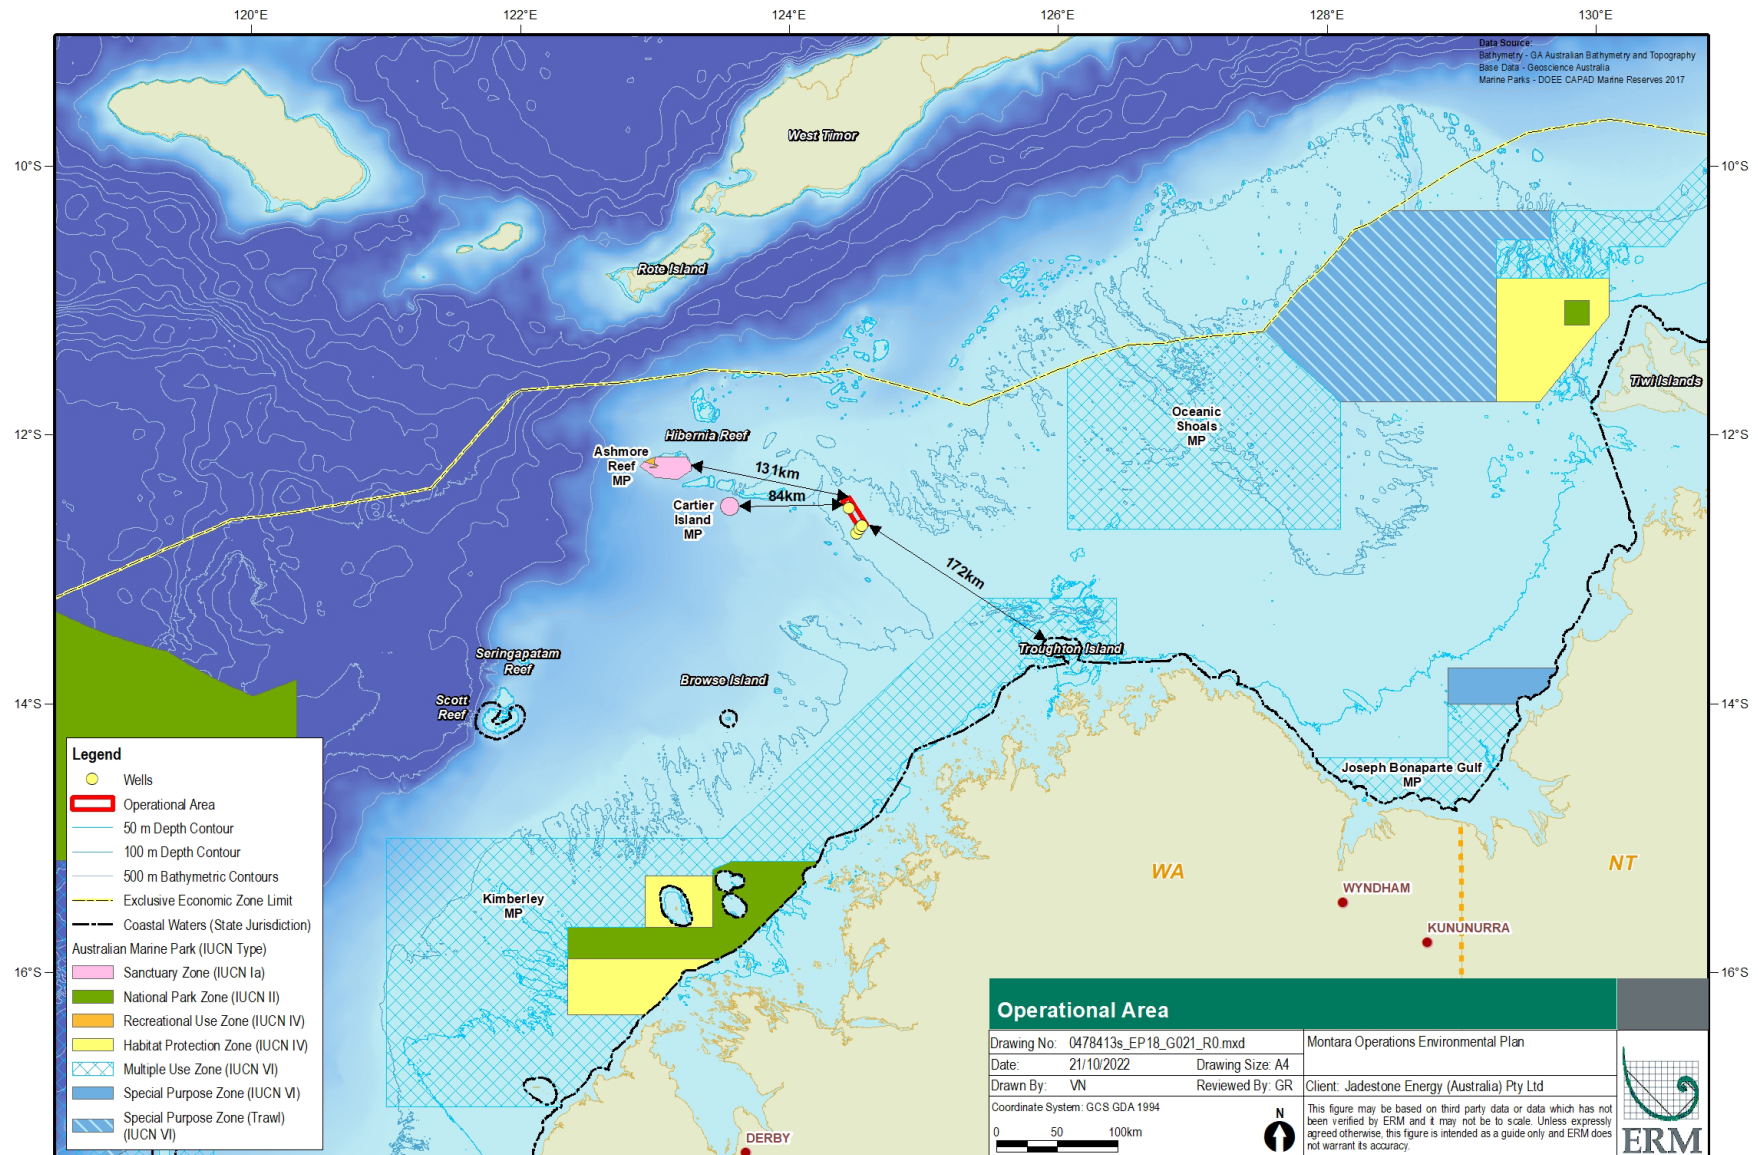 120°E
122°E
124°E
126°E
128°E
130°E
Data Source:
Bathymetry - GA Australian Bathymetry and Topography
Base Data - Geoscience Australia
Marine Parks - DOEE CAPAD Marine Reserves 2017
West Timor
10°S
10°S
Rote Island
Tiwi Islands
Oceanic
Shoals
MP
12°S
12°S
Hibernia Reef
Ashmore
Reef
MP
131km
84km
Cartier
Island
MP
172km
Troughton Island
Seringapatam
Reef
Browse Island
Scott
Reef
14°S
14°S
Joseph Bonaparte Gulf
MP
WA
NT
WYNDHAM
KUNUNURRA
Kimberley
MP
16°S
16°S
DERBY
Legend
Wells
Operational Area
50 m Depth Contour
100 m Depth Contour
500 m Bathymetric Contours
Exclusive Economic Zone Limit
Coastal Waters (State Jurisdiction)
Australian Marine Park (IUCN Type)
Sanctuary Zone (IUCN Ia)
National Park Zone (IUCN II)
Recreational Use Zone (IUCN IV)
Habitat Protection Zone (IUCN IV)
Multiple Use Zone (IUCN VI)
Special Purpose Zone (IUCN VI)
Special Purpose Zone (Trawl)
(IUCN VI)
Operational Area
Drawing No: 0478413s_EP18_G021_R0.mxd
Montara Operations Environmental Plan
Date: 21/10/2022 Drawing Size: A4
Drawn By: VN Reviewed By: GR
Client: Jadestone Energy (Australia) Pty Ltd
Coordinate System: GCS GDA 1994
0 50 100km
N
This figure may be based on third party data or data which has not
been verified by ERM and it may not be to scale. Unless expressly
agreed otherwise, this figure is intended as a guide only and ERM does
not warrant its accuracy.
ERM